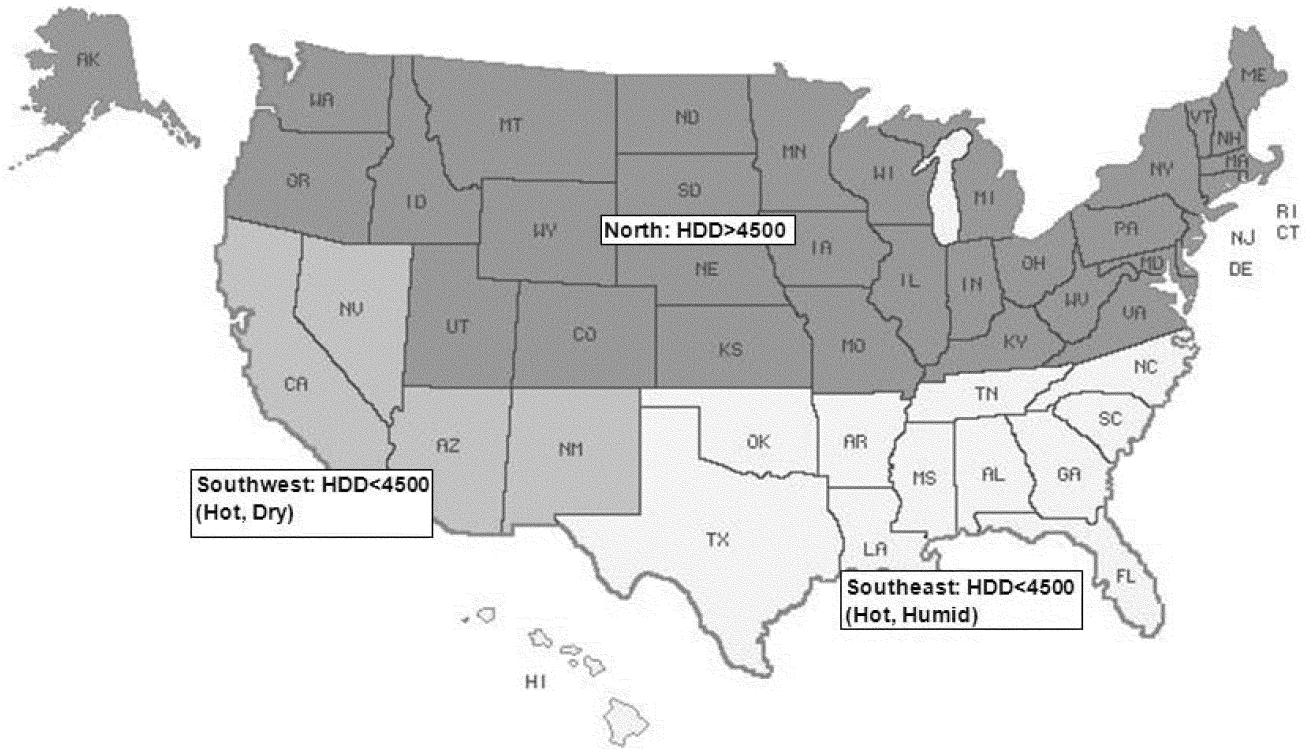 AK
WA
MT
ND
MN
ME
VT
NH
OR
ID
SD
WI
MI
NY
MA
WY
North: HDD>4500
RI
CT
NJ
DE
PA
IA
NE
IL
IN
OH
MD
NV
UT
CO
KS
MO
WV
VA
KY
CA
NC
TN
AZ
NM
OK
AR
SC
MS
AL
GA
Southwest: HDD<4500
(Hot, Dry)
TX
LA
FL
Southeast: HDD<4500
(Hot, Humid)
HI